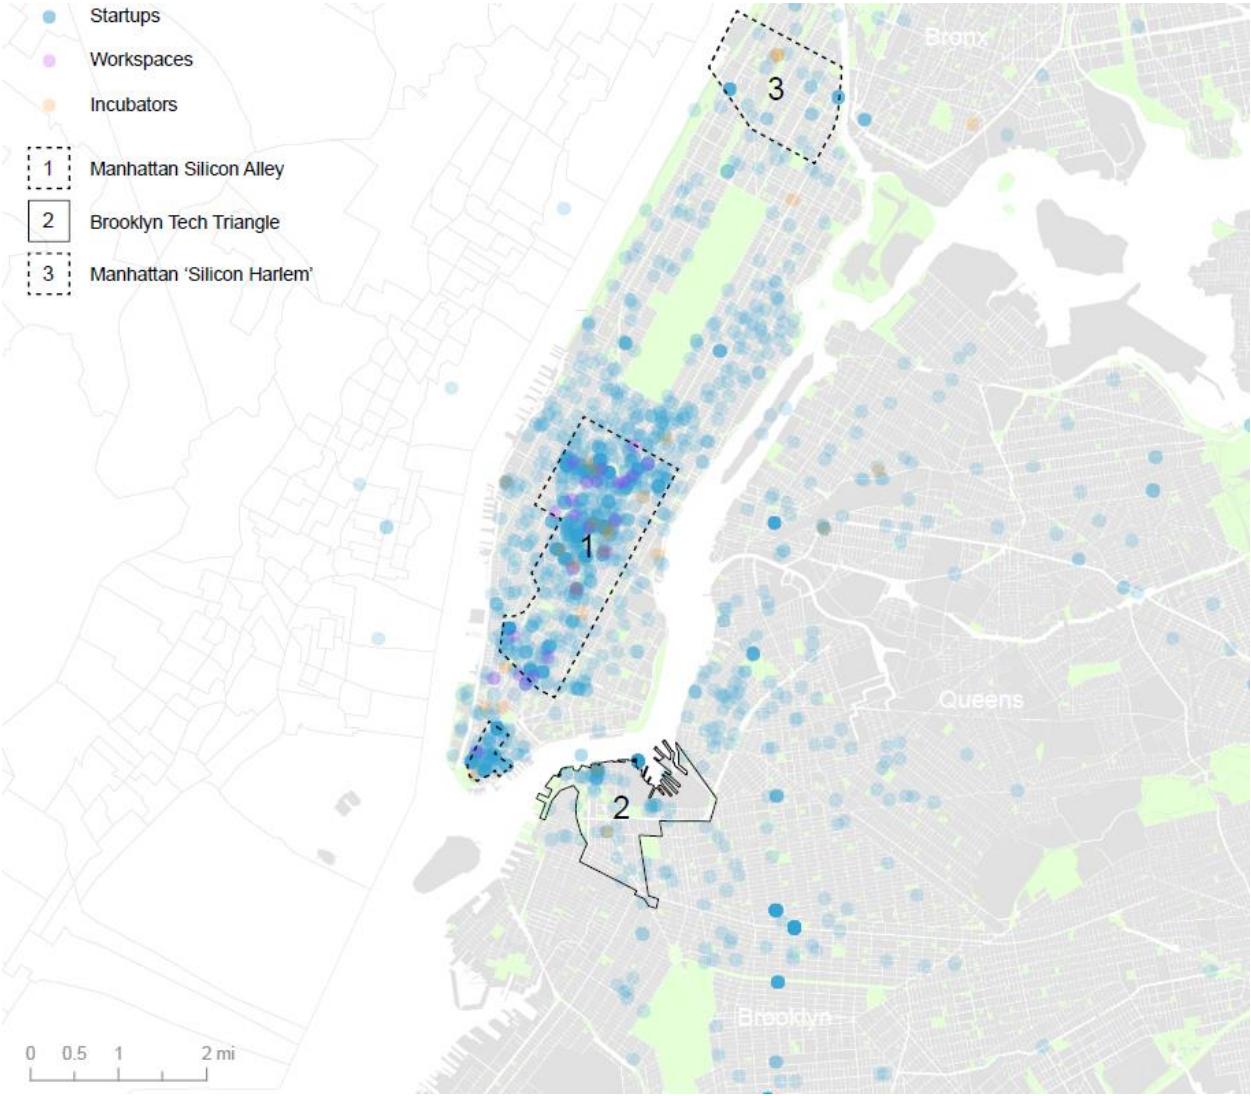 Startups
Workspaces
Incubators
1 Manhattan Silicon Alley
2 Brooklyn Tech Triangle
3 Manhattan ‘Silicon Harlem’
Bronx
3
1
Queens
2
Brooklyn
0 0.5 1 2 mi